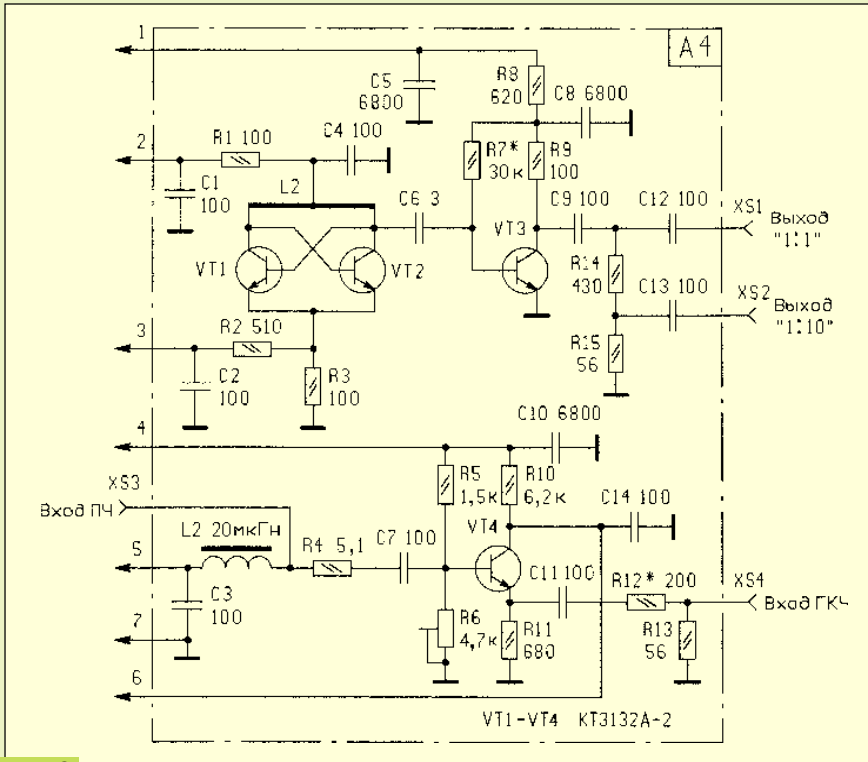 1
A4
C5
6800
R8
620
C8 6800
2
R1 100
C4 100
R7*
30к
R9
100
C1
100
L2
C6 3
C9 100
C12 100
XS1
Выход
"1:1"
VT1
VT2
VT3
R14
430
C13 100
XS2
Выход
"1:10"
3
R2 510
R15
56
C2
100
R3
100
C10 6800
4
XS3
Вход ПЧ
R5
1,5к
R10
6,2к
C14 100
L2 20мкГн
VT4
5
R4 5,1
C7 100
C11 100
R12* 200
XS4
Вход ГКЧ
C3
100
R6
4,7к
R11
680
R13
56
7
6
VT1-VT4 КТ3132А-2